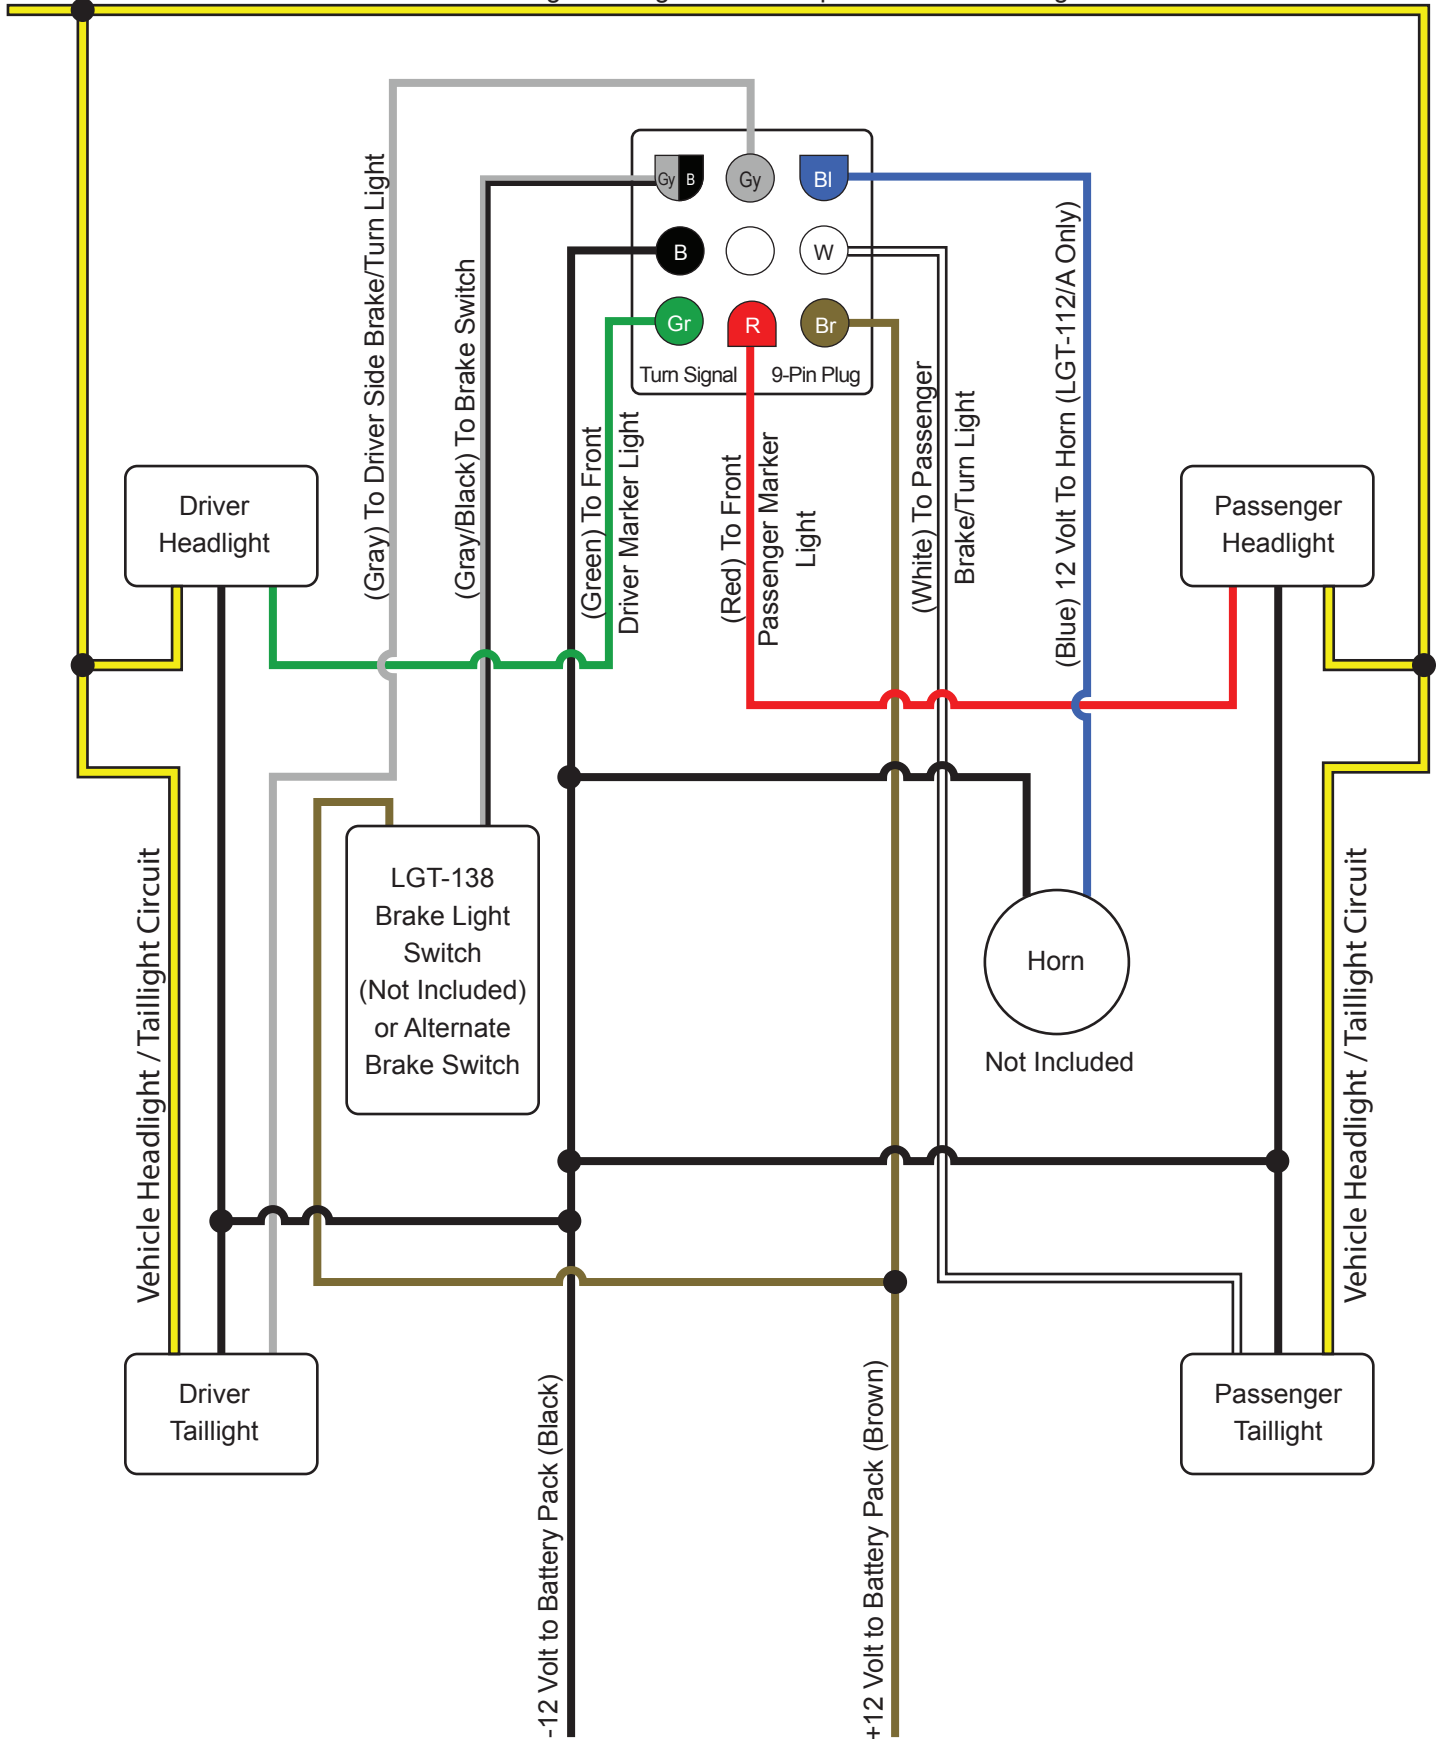 Gy B
Gy
Bl
B
W
Gr
R
Br
Turn Signal
9-Pin Plug
(Gray) To Driver Side Brake/Turn Light
(Gray/Black) To Brake Switch
(Green) To Front
Driver Marker Light
(Red) To Front
Passenger Marker
Light
(White) To Passenger
Brake/Turn Light
(Blue) 12 Volt To Horn (LGT-112/A Only)
Driver
Headlight
Passenger
Headlight
LGT-138
Brake Light
Switch
(Not Included)
or Alternate
Brake Switch
Horn
Not Included
Vehicle Headlight / Taillight Circuit
Vehicle Headlight / Taillight Circuit
Driver
Taillight
-12 Volt to Battery Pack (Black)
+12 Volt to Battery Pack (Brown)
Passenger
Taillight